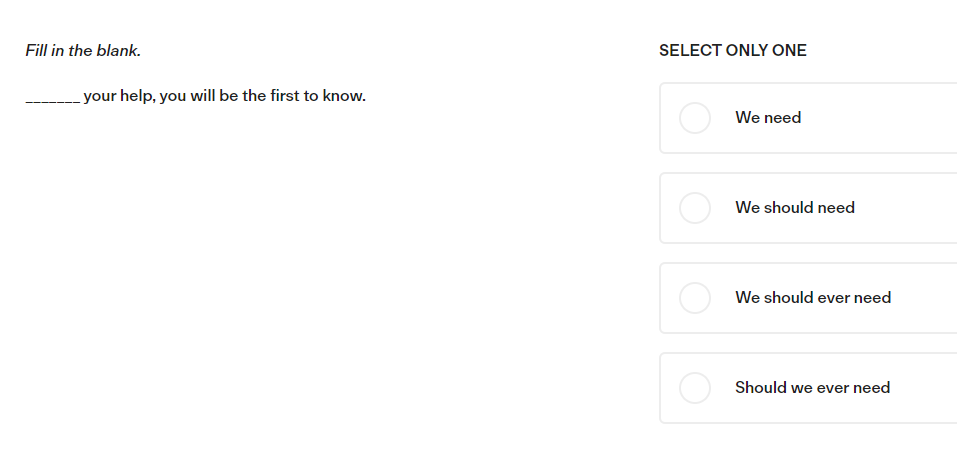 Fill in the blank.
_______ your help, you will be the first to know.
SELECT ONLY ONE
We need
We should need
We should ever need
Should we ever need